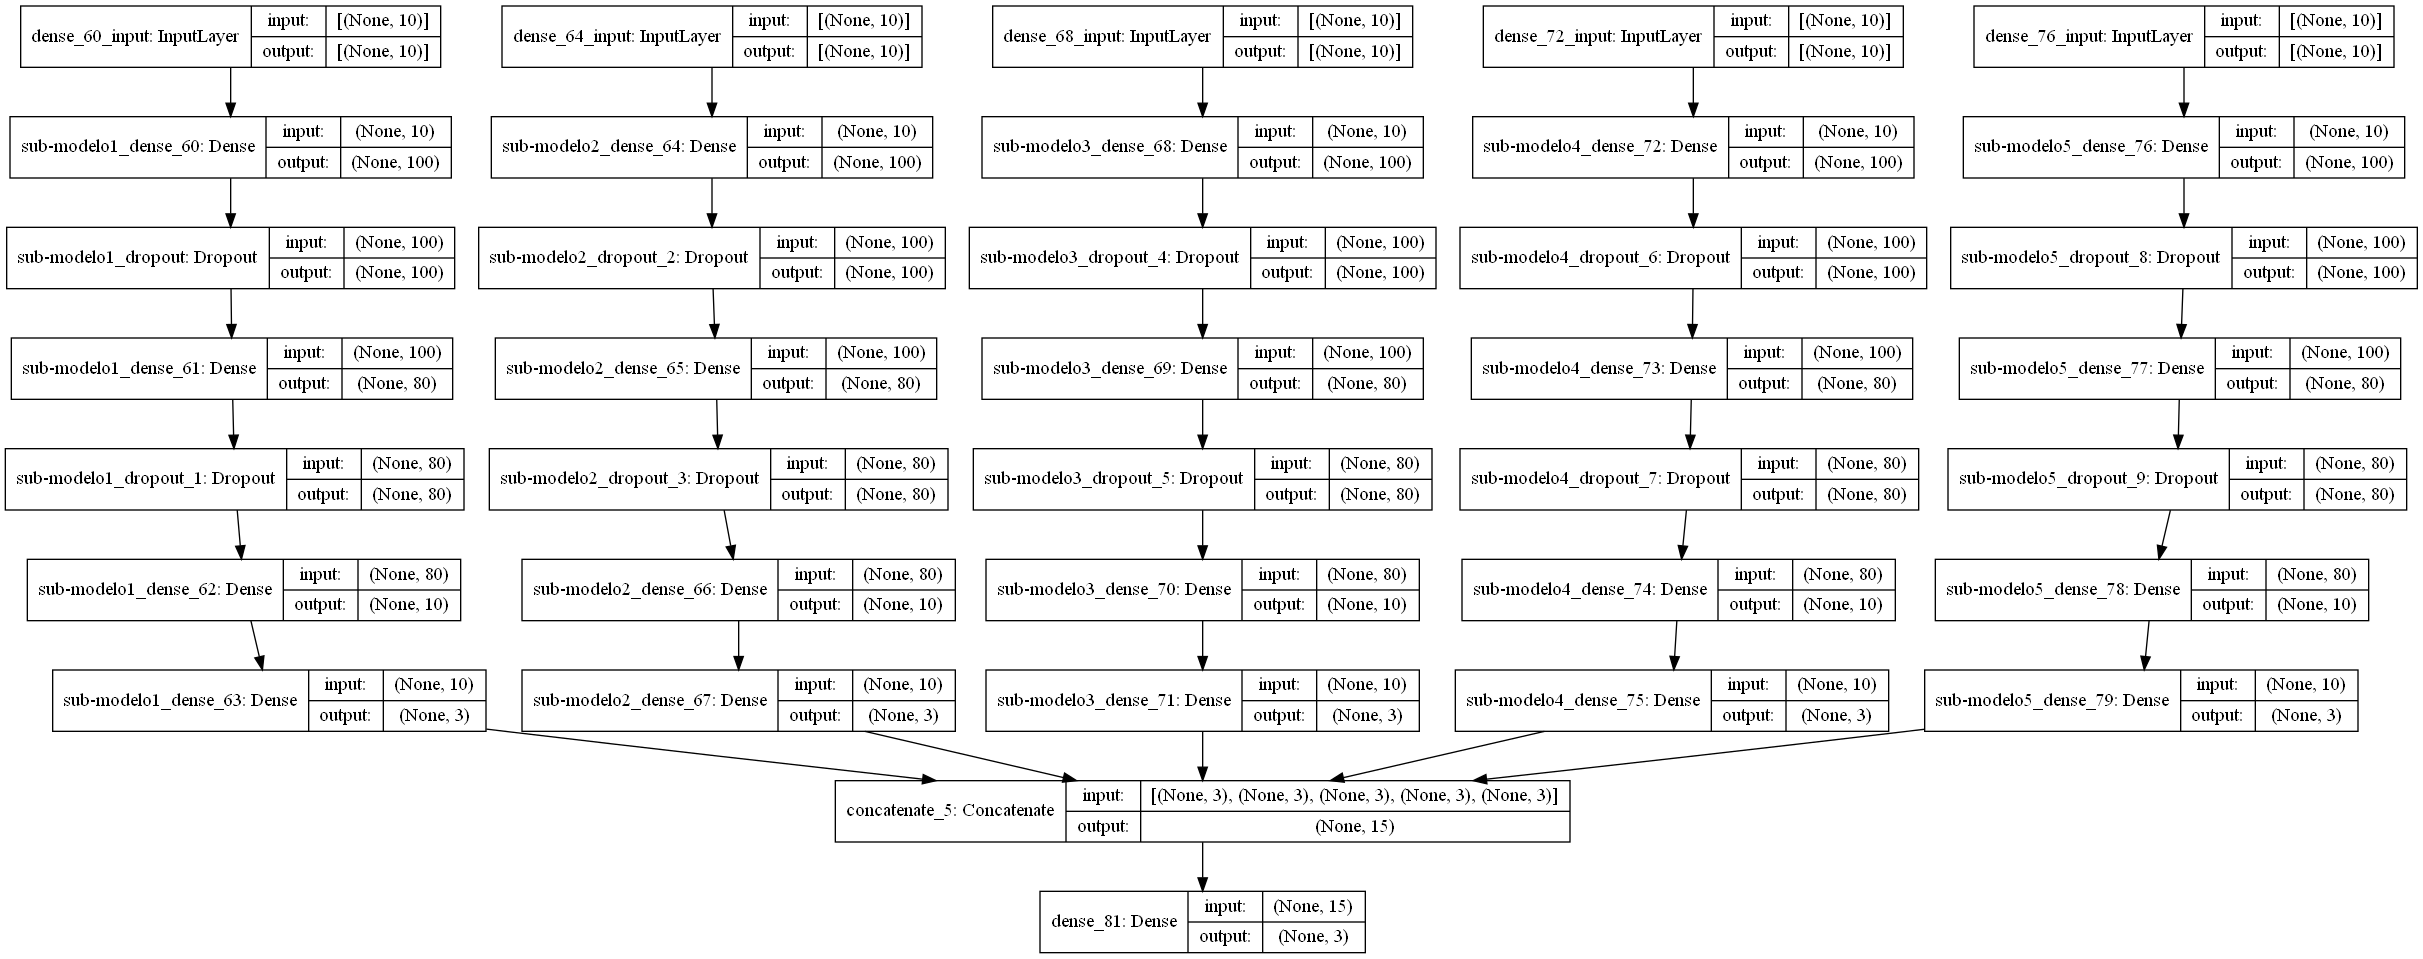 dense_60_input: InputLayer input: [(None, 10)] output: [(None, 10)]
dense_64_input: InputLayer input: [(None, 10)] output: [(None, 10)]
dense_68_input: InputLayer input: [(None, 10)] output: [(None, 10)]
dense_72_input: InputLayer input: [(None, 10)] output: [(None, 10)]
dense_76_input: InputLayer input: [(None, 10)] output: [(None, 10)]
sub-modelo1_dense_60: Dense input: (None, 10) output: (None, 100)
sub-modelo2_dense_64: Dense input: (None, 10) output: (None, 100)
sub-modelo3_dense_68: Dense input: (None, 10) output: (None, 100)
sub-modelo4_dense_72: Dense input: (None, 10) output: (None, 100)
sub-modelo5_dense_76: Dense input: (None, 10) output: (None, 100)
sub-modelo1_dropout: Dropout input: (None, 100) output: (None, 100)
sub-modelo2_dropout_2: Dropout input: (None, 100) output: (None, 100)
sub-modelo3_dropout_4: Dropout input: (None, 100) output: (None, 100)
sub-modelo4_dropout_6: Dropout input: (None, 100) output: (None, 100)
sub-modelo5_dropout_8: Dropout input: (None, 100) output: (None, 100)
sub-modelo1_dense_61: Dense input: (None, 100) output: (None, 80)
sub-modelo2_dense_65: Dense input: (None, 100) output: (None, 80)
sub-modelo3_dense_69: Dense input: (None, 100) output: (None, 80)
sub-modelo4_dense_73: Dense input: (None, 100) output: (None, 80)
sub-modelo5_dense_77: Dense input: (None, 100) output: (None, 80)
sub-modelo1_dropout_1: Dropout input: (None, 80) output: (None, 80)
sub-modelo2_dropout_3: Dropout input: (None, 80) output: (None, 80)
sub-modelo3_dropout_5: Dropout input: (None, 80) output: (None, 80)
sub-modelo4_dropout_7: Dropout input: (None, 80) output: (None, 80)
sub-modelo5_dropout_9: Dropout input: (None, 80) output: (None, 80)
sub-modelo1_dense_62: Dense input: (None, 80) output: (None, 10)
sub-modelo2_dense_66: Dense input: (None, 80) output: (None, 10)
sub-modelo3_dense_70: Dense input: (None, 80) output: (None, 10)
sub-modelo4_dense_74: Dense input: (None, 80) output: (None, 10)
sub-modelo5_dense_78: Dense input: (None, 80) output: (None, 10)
sub-modelo1_dense_63: Dense input: (None, 10) output: (None, 3)
sub-modelo2_dense_67: Dense input: (None, 10) output: (None, 3)
sub-modelo3_dense_71: Dense input: (None, 10) output: (None, 3)
sub-modelo4_dense_75: Dense input: (None, 10) output: (None, 3)
sub-modelo5_dense_79: Dense input: (None, 10) output: (None, 3)
concatenate_5: Concatenate input: [(None, 3), (None, 3), (None, 3), (None, 3), (None, 3)] output: (None, 15)
dense_81: Dense input: (None, 15) output: (None, 3)